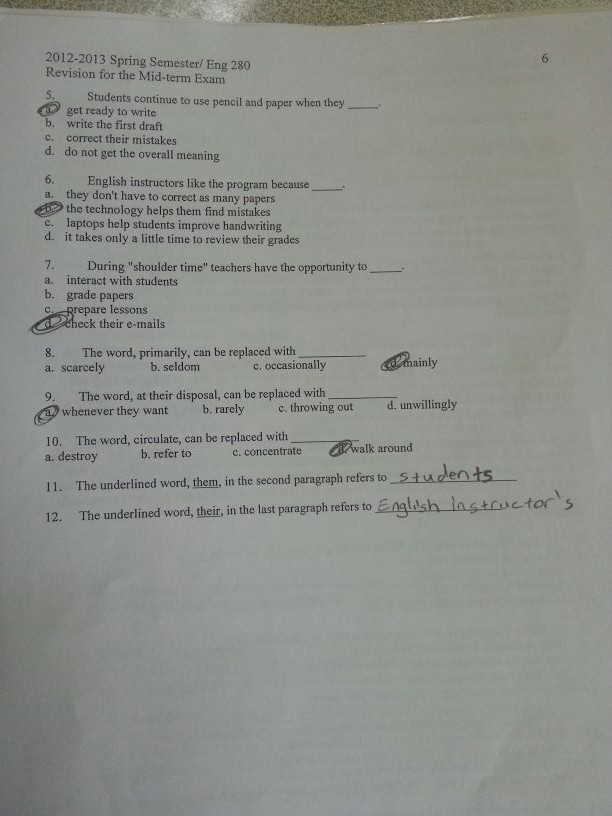 2012-2013 Spring Semester/ Eng 280
6
Revision for the Mid-term Exam
5. Students continue to use pencil and paper when they _____.
a. get ready to write
b. write the first draft
c. correct their mistakes
d. do not get the overall meaning
6. English instructors like the program because _____.
a. they don't have to correct as many papers
b. the technology helps them find mistakes
c. laptops help students improve handwriting
d. it takes only a little time to review their grades
7. During "shoulder time" teachers have the opportunity to _____.
a. interact with students
b. grade papers
c. prepare lessons
d. check their e-mails
8. The word, primarily, can be replaced with ___________
a. scarcely b. seldom c. occasionally d. mainly
9. The word, at their disposal, can be replaced with ___________
a. whenever they want b. rarely c. throwing out d. unwillingly
10. The word, circulate, can be replaced with ___________
a. destroy b. refer to c. concentrate d. walk around
11. The underlined word, them, in the second paragraph refers to students
12. The underlined word, their, in the last paragraph refers to English instructor's